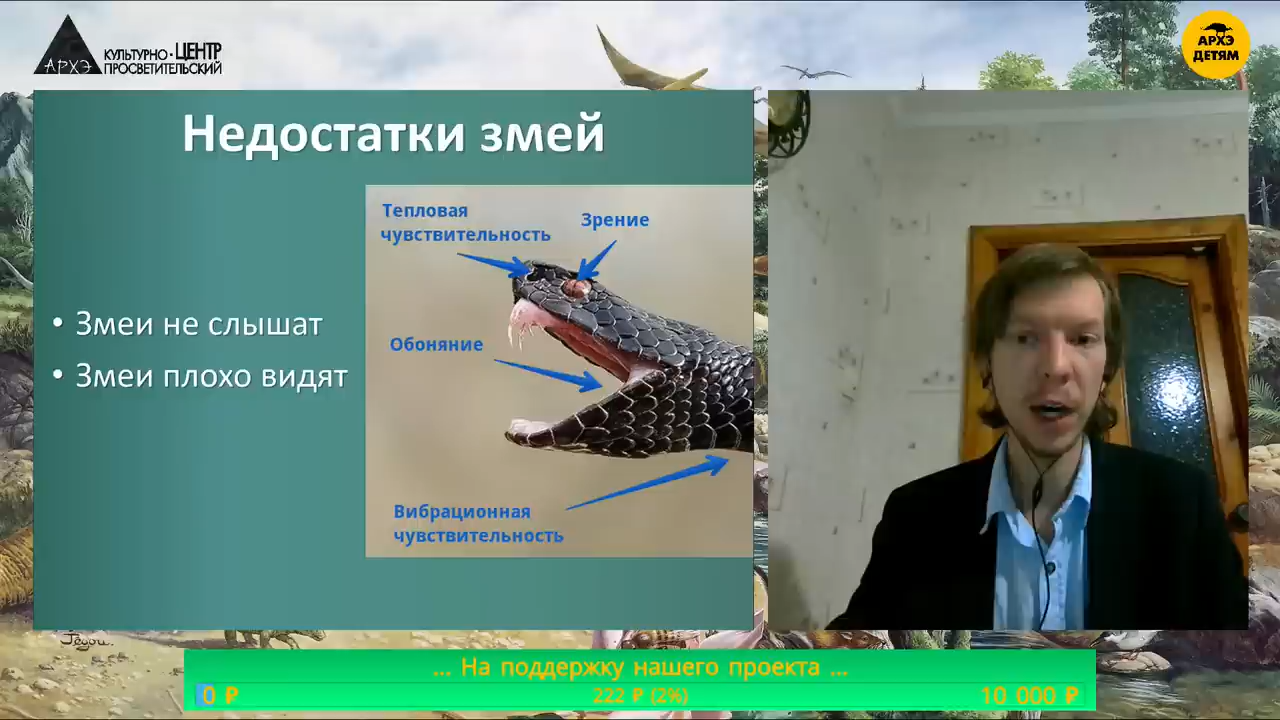 АРХЭ
КУЛЬТУРНО·ЦЕНТР
ПРОСВЕТИТЕЛЬСКИЙ
АРХЭ
ДЕТЯМ
Недостатки змей
• Змеи не слышат
• Змеи плохо видят
Тепловая
чувствительность
Зрение
Обоняние
Вибрационная
чувствительность
... На поддержку нашего проекта ...
0 ₽ 222 ₽ (2%) 10 000 ₽